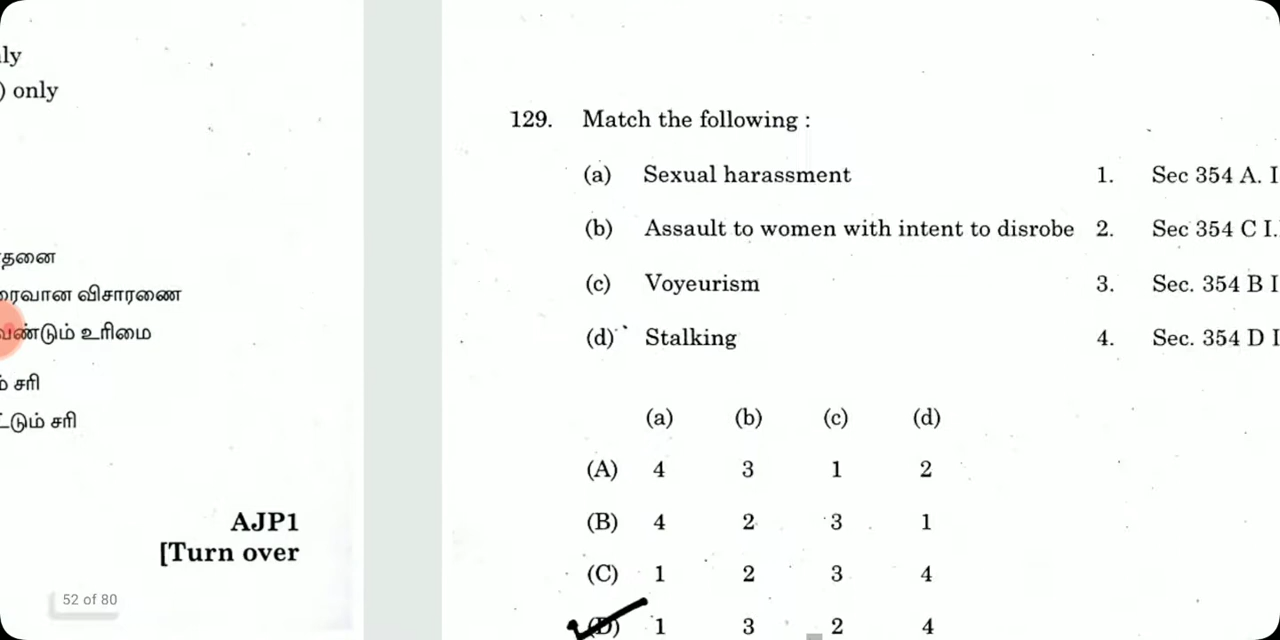 only
தனை
விசாரணை
உரிமை
சரி
சரி
AJP1
[Turn over
52 of 80
129. Match the following :
(a) Sexual harassment 1. Sec 354 A. I
(b) Assault to women with intent to disrobe 2. Sec 354 C I.
(c) Voyeurism 3. Sec. 354 B I
(d) Stalking 4. Sec. 354 D I
(a) (b) (c) (d)
(A) 4 3 1 2
(B) 4 2 3 1
(C) 1 2 3 4
(D) 1 3 2 4